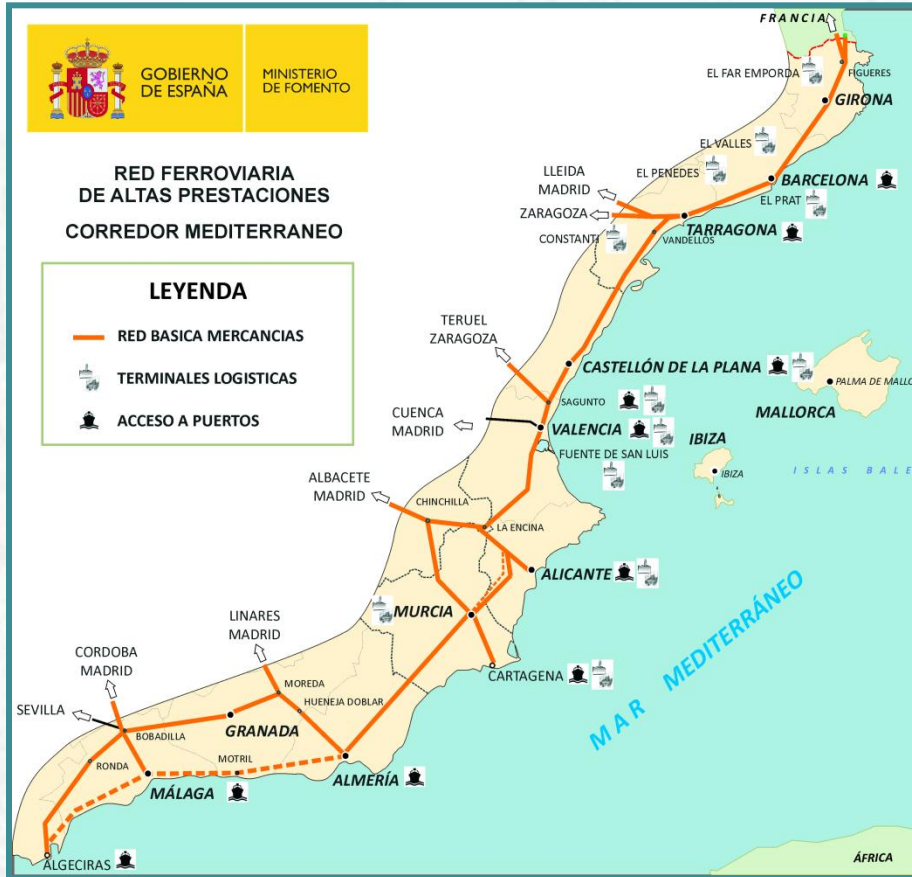 GOBIERNO
DE ESPAÑA
MINISTERIO
DE FOMENTO
RED FERROVIARIA
DE ALTAS PRESTACIONES
CORREDOR MEDITERRANEO
LEYENDA
RED BASICA MERCANCIAS
TERMINALES LOGISTICAS
ACCESO A PUERTOS
FRANCIA
EL FAR EMPORDA
FIGUERES
GIRONA
EL VALLES
EL PENEDES
BARCELONA
EL PRAT
LLEIDA
MADRID
ZARAGOZA
TARRAGONA
CONSTANTI
VANDELLOS
TERUEL
ZARAGOZA
CASTELLÓN DE LA PLANA
PALMA DE MALLO
MALLORCA
SAGUNTO
CUENCA
MADRID
VALENCIA
FUENTE DE SAN LUIS
IBIZA
IBIZA
ISLAS BALE
ALBACETE
MADRID
CHINCHILLA
LA ENCINA
ALICANTE
MURCIA
LINARES
MADRID
CARTAGENA
MAR MEDITERRÁNEO
CORDOBA
MADRID
MOREDA
HUENEJA DOBLAR
SEVILLA
GRANADA
BOBADILLA
RONDA
MOTRIL
MÁLAGA
ALMERÍA
ALGECIRAS
ÁFRICA